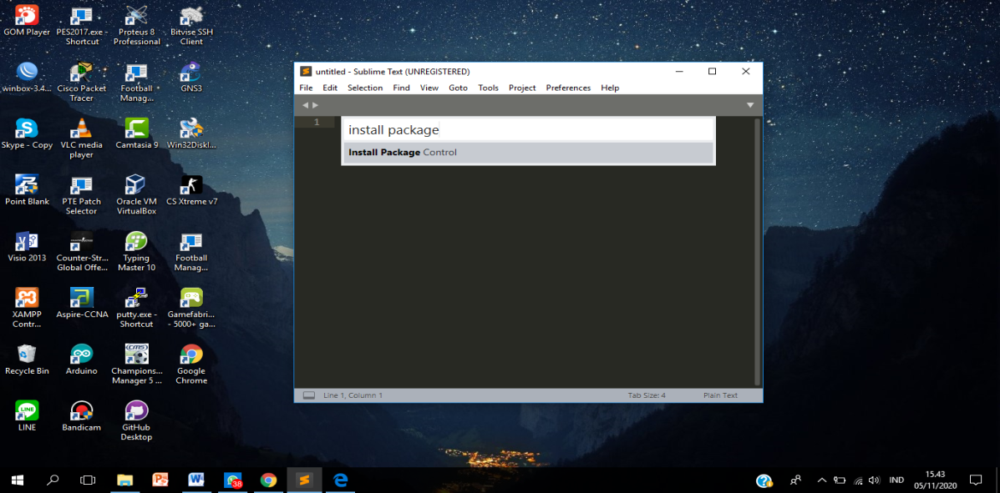 GOM Player
PES2017.exe - Shortcut
Proteus 8 Professional
Bitvise SSH Client
winbox-3.4...
Cisco Packet Tracer
Football Manag...
GNS3
Skype - Copy
VLC media player
Camtasia 9
Win32DiskI...
Point Blank
PTE Patch Selector
Oracle VM VirtualBox
CS Xtreme v7
Visio 2013
Counter-Str... Global Offe...
Typing Master 10
Football Manag...
XAMPP Contr...
Aspire-CCNA
putty.exe - Shortcut
Gamefabri... - 5000+ ga...
Recycle Bin
Arduino
Champions... Manager 5 ...
Google Chrome
LINE
Bandicam
GitHub Desktop
untitled - Sublime Text (UNREGISTERED)
File Edit Selection Find View Goto Tools Project Preferences Help
1
install package
Install Package Control
Line 1, Column 1
Tab Size: 4
Plain Text
38
IND
15.43
05/11/2020